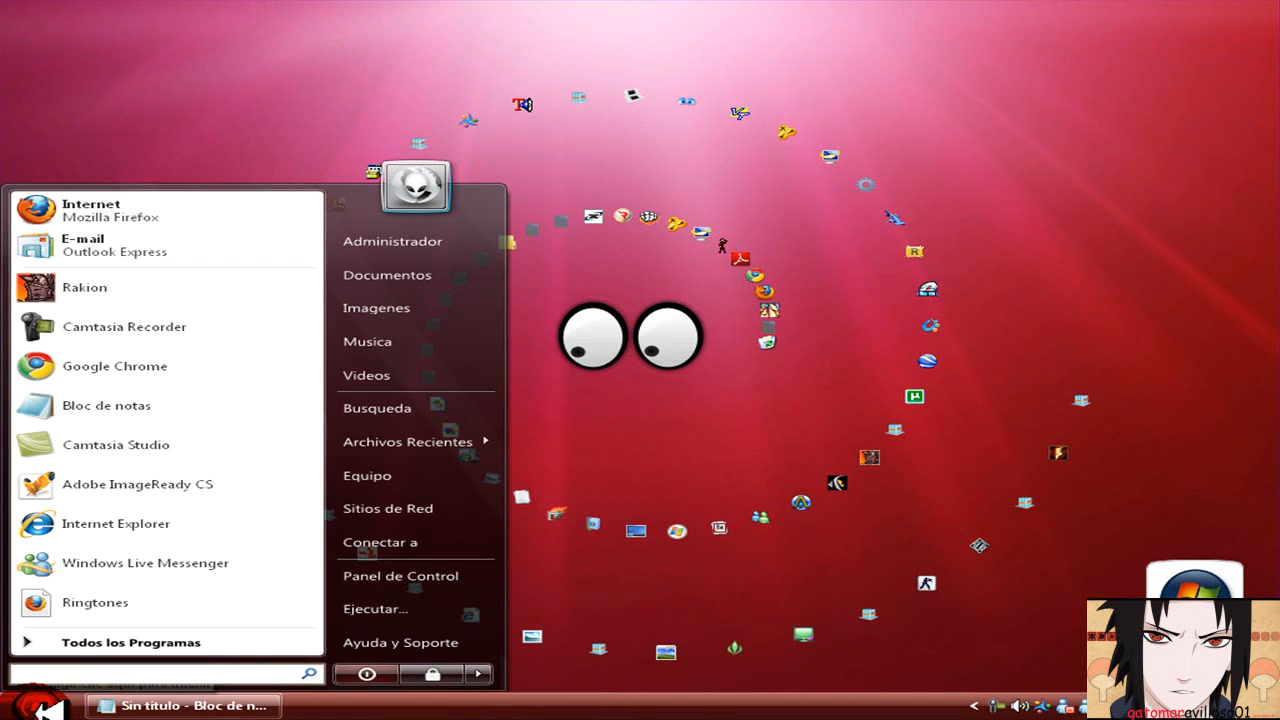 Internet
Mozilla Firefox
E-mail
Outlook Express
Rakion
Camtasia Recorder
Google Chrome
Bloc de notas
Camtasia Studio
Adobe ImageReady CS
Internet Explorer
Windows Live Messenger
Ringtones
Todos los Programas
Administrador
Documentos
Imagenes
Musica
Videos
Busqueda
Archivos Recientes
Equipo
Sitios de Red
Conectar a
Panel de Control
Ejecutar...
Ayuda y Soporte
Sin título - Bloc de n...
gatomaravilloso01